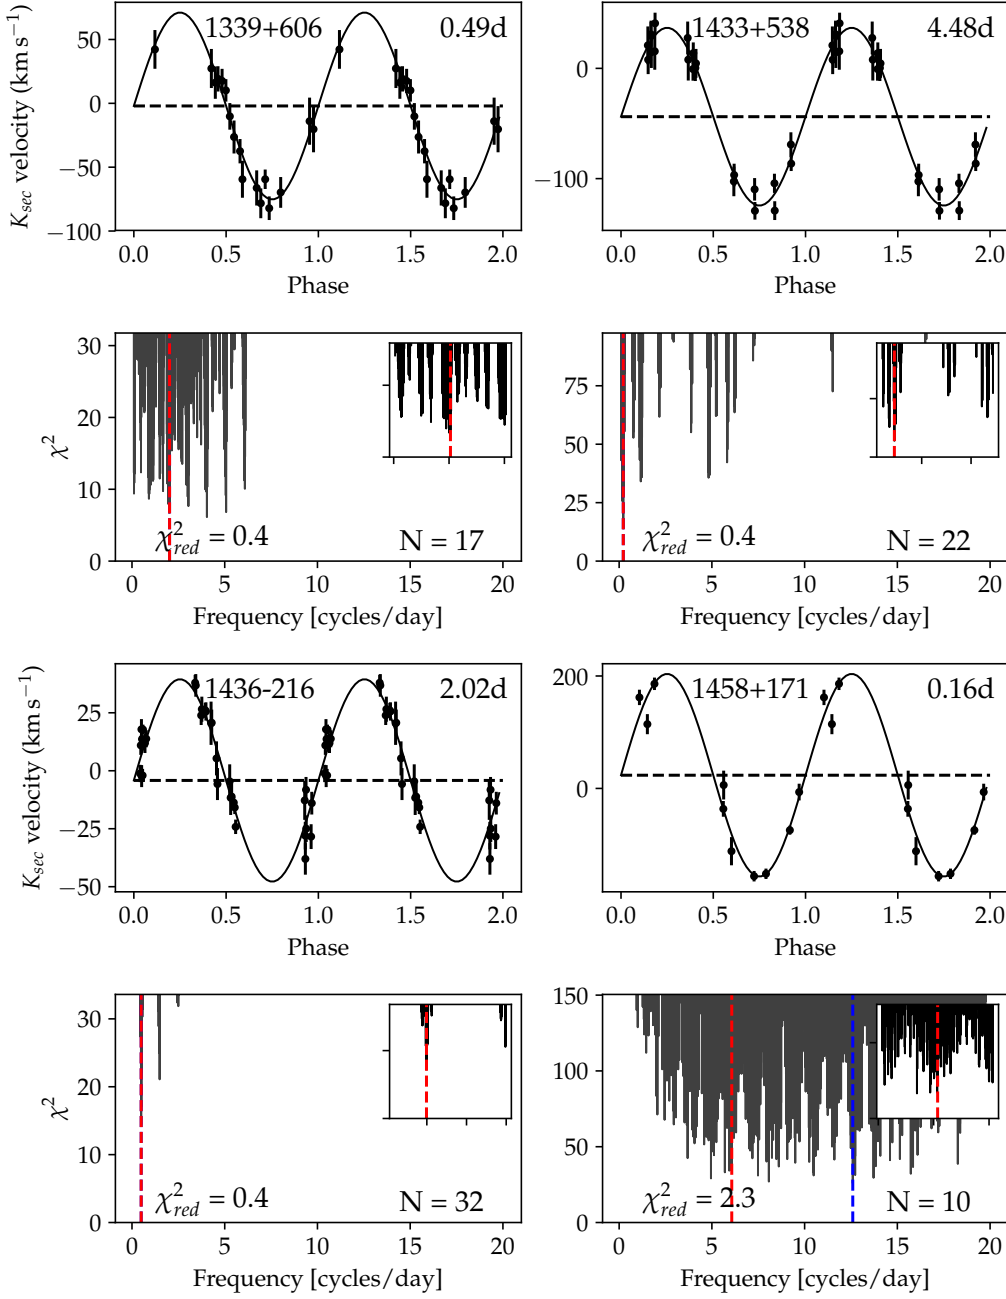 1339+606 0.49d
50
0
−50
−100
K_sec velocity (km s⁻¹)
0.0 0.5 1.0 1.5 2.0
Phase
1433+538 4.48d
0
−100
0.0 0.5 1.0 1.5 2.0
Phase
30
20
10
0
χ²
χ²_red = 0.4 N = 17
0 5 10 15 20
Frequency [cycles/day]
75
50
25
0
χ²_red = 0.4 N = 22
0 5 10 15 20
Frequency [cycles/day]
1436-216 2.02d
25
0
−25
−50
K_sec velocity (km s⁻¹)
0.0 0.5 1.0 1.5 2.0
Phase
1458+171 0.16d
200
0
0.0 0.5 1.0 1.5 2.0
Phase
30
20
10
0
χ²
χ²_red = 0.4 N = 32
0 5 10 15 20
Frequency [cycles/day]
150
100
50
0
χ²_red = 2.3 N = 10
0 5 10 15 20
Frequency [cycles/day]